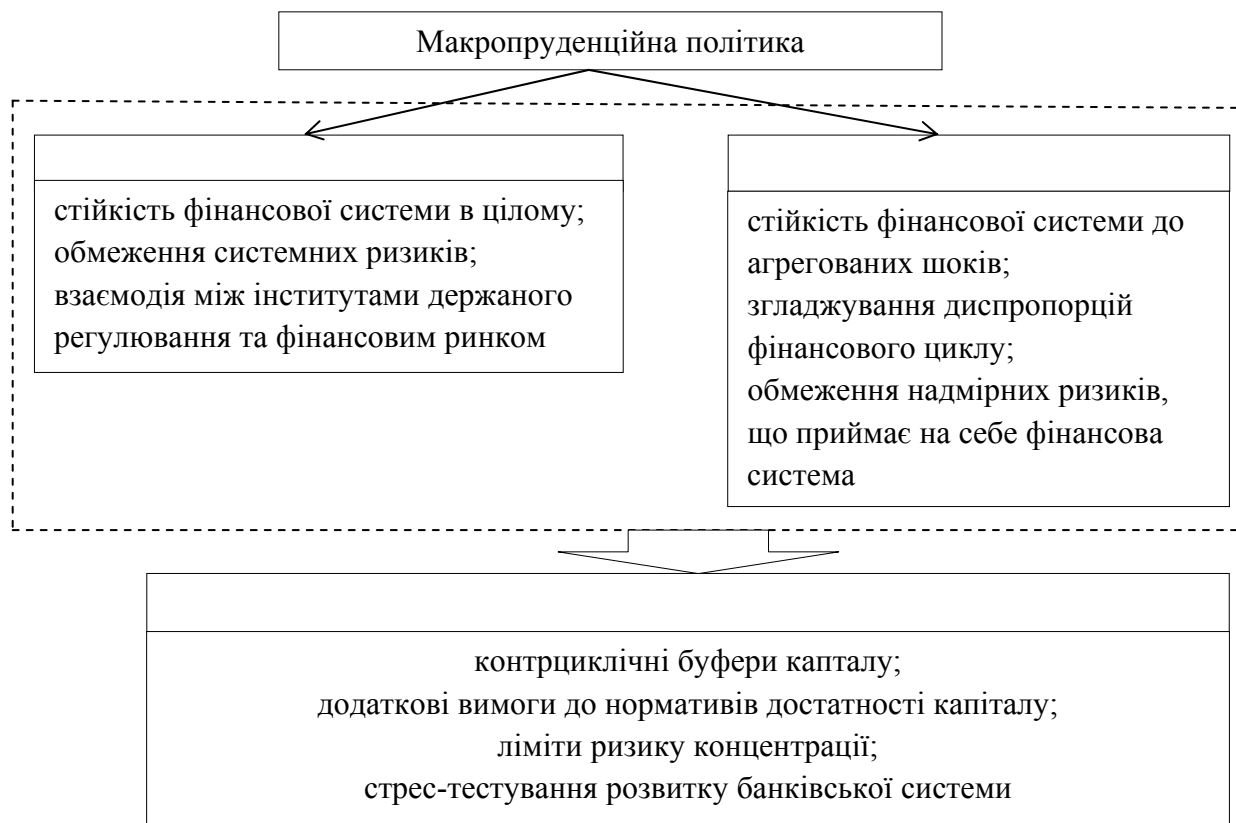 Макропруденційна політика
стійкість фінансової системи в цілому;
обмеження системних ризиків;
взаємодія між інститутами держаного
регулювання та фінансовим ринком
стійкість фінансової системи до
агрегованих шоків;
згладжування диспропорцій
фінансового циклу;
обмеження надмірних ризиків,
що приймає на себе фінансова
система
контрциклічні буфери капталу;
додаткові вимоги до нормативів достатності капіталу;
ліміти ризику концентрації;
стрес-тестування розвитку банківської системи